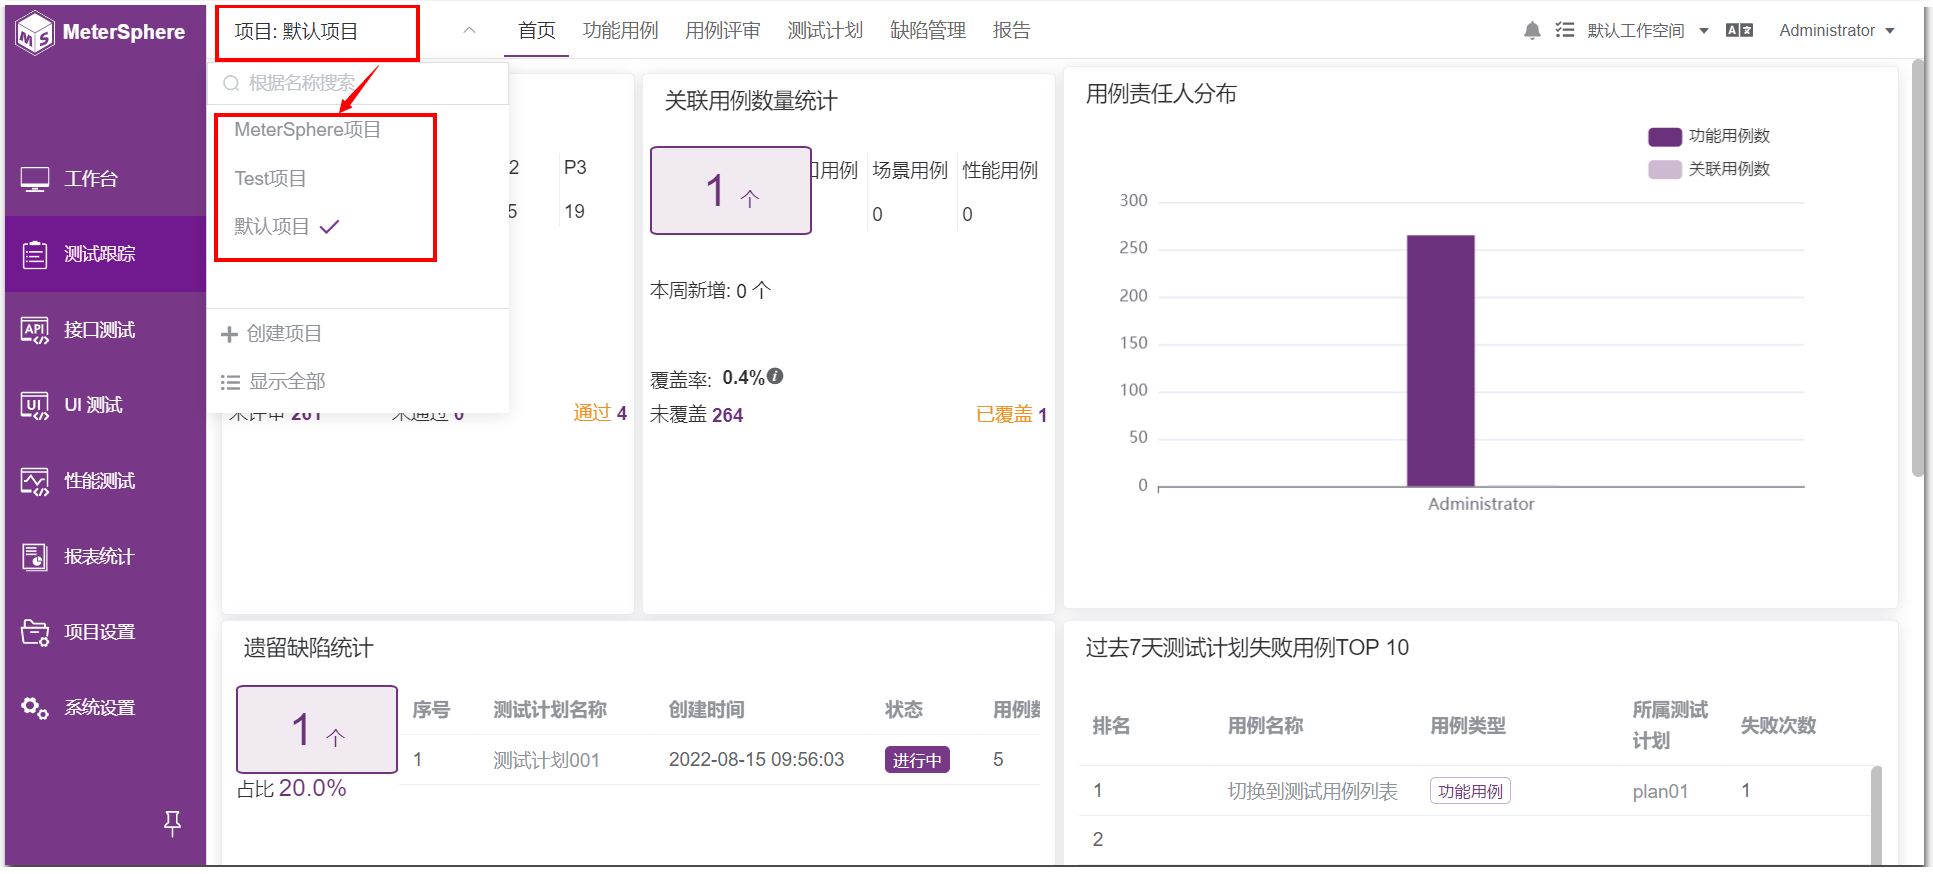 MeterSphere
项目: 默认项目
首页
功能用例
用例评审
测试计划
缺陷管理
报告
默认工作空间
Administrator
根据名称搜索
MeterSphere项目
Test项目
默认项目
创建项目
显示全部
工作台
测试跟踪
接口测试
UI 测试
性能测试
报表统计
项目设置
系统设置
2
P3
5
19
未评审 261
未通过 0
通过 4
关联用例数量统计
1 个
口用例
场景用例
性能用例
0
0
本周新增: 0 个
覆盖率: 0.4%
未覆盖 264
已覆盖 1
用例责任人分布
功能用例数
关联用例数
300
250
200
150
100
50
0
Administrator
遗留缺陷统计
1 个
占比 20.0%
序号
测试计划名称
创建时间
状态
用例数
1
测试计划001
2022-08-15 09:56:03
进行中
5
过去7天测试计划失败用例TOP 10
排名
用例名称
用例类型
所属测试
计划
失败次数
1
切换到测试用例列表
功能用例
plan01
1
2